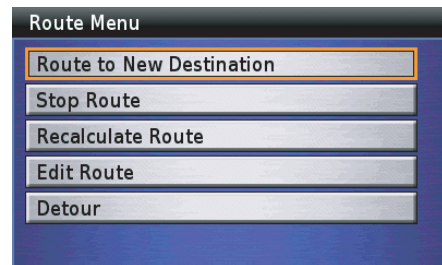 Route Menu
Route to New Destination
Stop Route
Recalculate Route
Edit Route
Detour